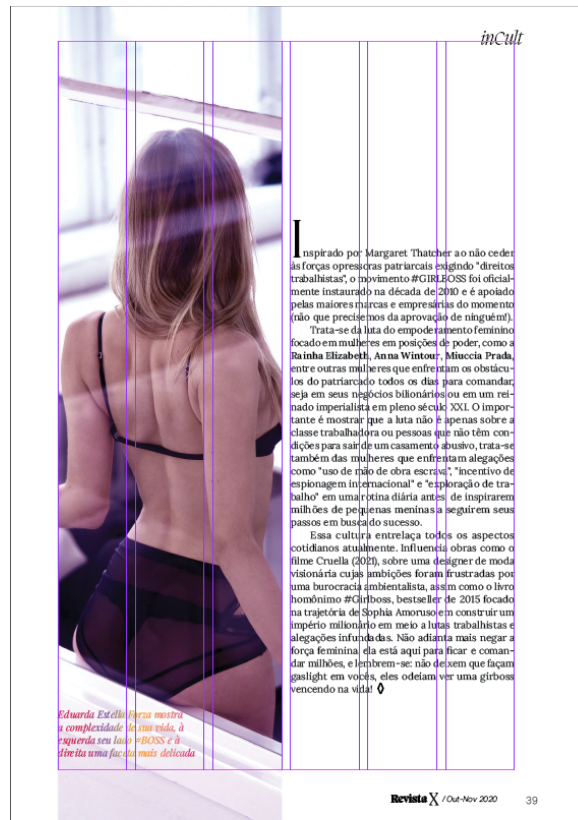 inCult
Inspirado por Margaret Thatcher ao não ceder
às forças opressoras patriarcais exigindo "direitos
trabalhistas", o movimento #GIRLBOSS foi oficial-
mente instaurado na década de 2010 e é apoiado
pelas maiores marcas e empresárias do momento
(não que precisemos da aprovação de ninguém!).
Trata-se da luta do empoderamento feminino
focado em mulheres em posições de poder, como a
Rainha Elizabeth, Anna Wintour, Miuccia Prada,
entre outras mulheres que enfrentam os obstácu-
los do patriarcado todos os dias para comandar,
seja em seus negócios bilionários ou em um rei-
nado imperialista em pleno século XXI. O impor-
tante é mostrar que a luta não é apenas sobre a
classe trabalhadora ou pessoas que não têm con-
dições para sair de um casamento abusivo, trata-se
também das mulheres que enfrentam alegações
como "uso de mão de obra escrava", "incentivo de
espionagem internacional" e "exploração de tra-
balho" em uma rotina diária antes de inspirarem
milhões de pequenas meninas a seguirem seus
passos em busca do sucesso.
Essa cultura entrelaça todos os aspectos
cotidianos atualmente. Influencia obras como o
filme Cruella (2021), sobre uma designer de moda
visionária cujas ambições foram frustradas por
uma burocracia ambientalista, assim como o livro
homônimo #Girlboss, bestseller de 2015 focado
na trajetória de Sophia Amoruso em construir um
império milionário em meio a lutas trabalhistas e
alegações infundadas. Não adianta mais negar a
força feminina, ela está aqui para ficar e coman-
dar milhões, e lembrem-se: não deixem que façam
gaslight em vocês, eles odeiam ver uma girboss
vencendo na vida!
Eduarda Estella Forza mostra
a complexidade de sua vida, à
esquerda seu lado #BOSS e à
direita uma faceta mais delicada
Revista X / Out-Nov 2020 39